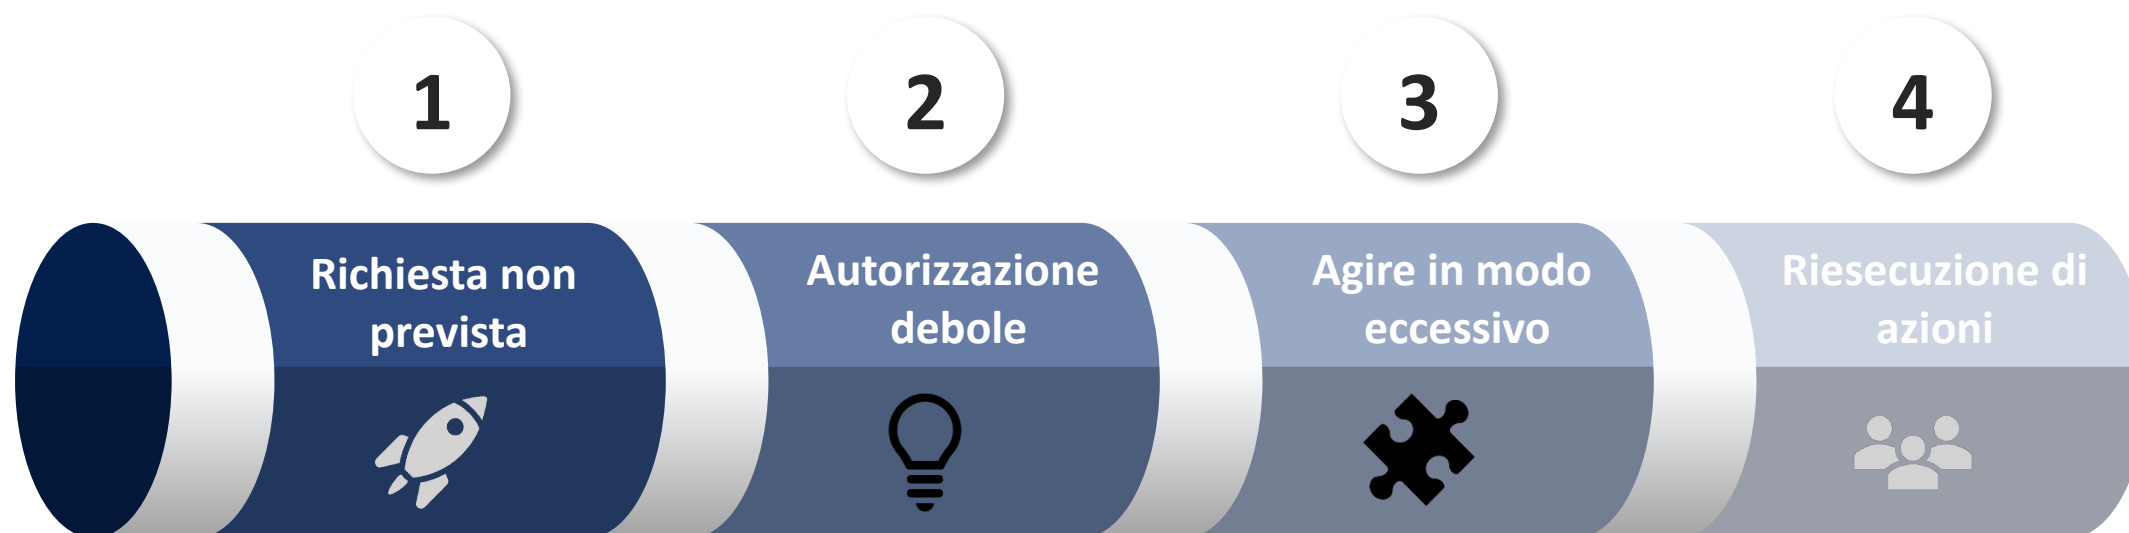 1
2
3
4
Richiesta non
prevista
Autorizzazione
debole
Agire in modo
eccessivo
Riesecuzione di
azioni